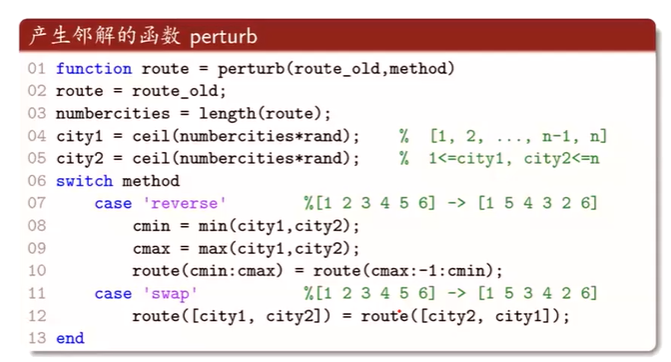 产生邻解的函数 perturb
01 function route = perturb(route_old,method)
02 route = route_old;
03 numbercities = length(route);
04 city1 = ceil(numbercities*rand);    % [1, 2, ..., n-1, n]
05 city2 = ceil(numbercities*rand);    % 1<=city1, city2<=n
06 switch method
07     case 'reverse'        %[1 2 3 4 5 6] -> [1 5 4 3 2 6]
08         cmin = min(city1,city2);
09         cmax = max(city1,city2);
10         route(cmin:cmax) = route(cmax:-1:cmin);
11     case 'swap'           %[1 2 3 4 5 6] -> [1 5 3 4 2 6]
12         route([city1, city2]) = route([city2, city1]);
13 end